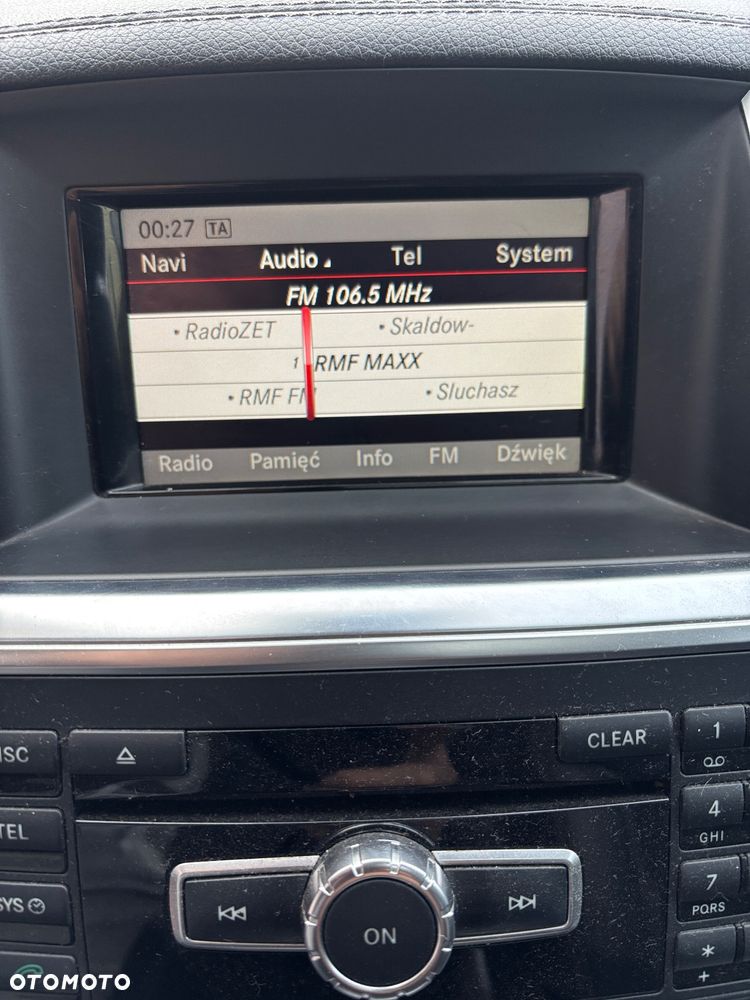 00:27 TA
Navi Audio Tel System
FM 106.5 MHz
• RadioZET • Skaldow-
1 RMF MAXX
• RMF FM • Sluchasz
Radio Pamięć Info FM Dźwięk
ISC CLEAR 1
TEL 4
GHI
SYS 7
PQRS
ON
*
+
OTOMOTO